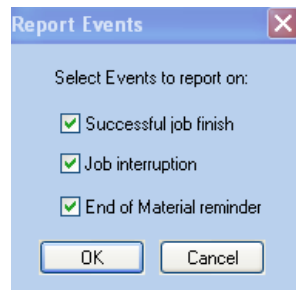 Report Events
Select Events to report on:
Successful job finish
Job interruption
End of Material reminder
OK Cancel